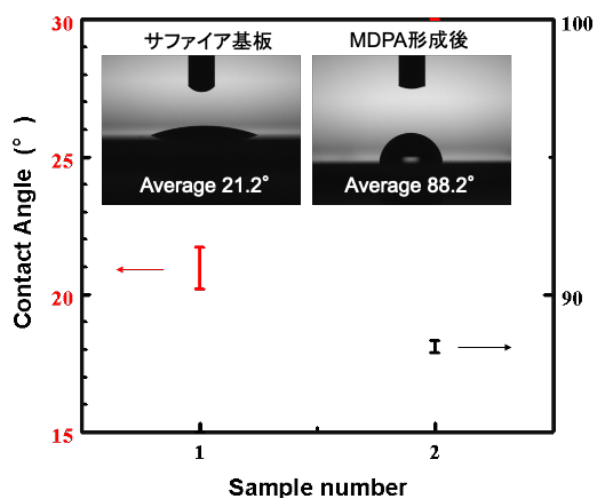 サファイア基板
MDPA形成後
Average 21.2°
Average 88.2°
Contact Angle (°)
30
25
20
15
100
90
1
2
Sample number